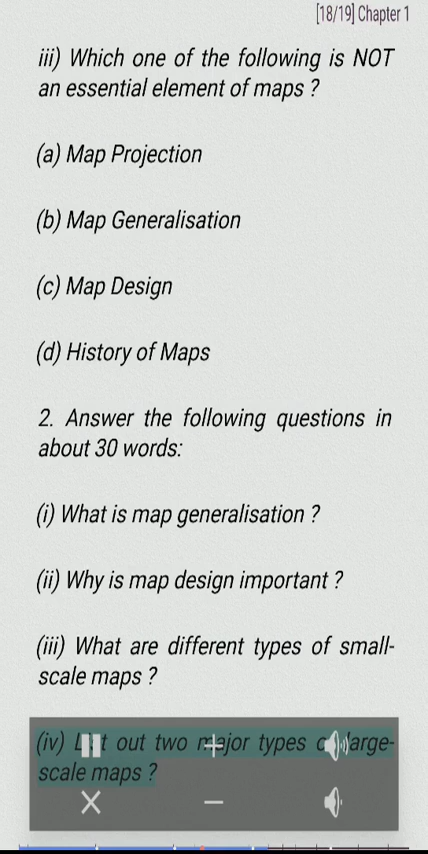 [18/19] Chapter 1
iii) Which one of the following is NOT
an essential element of maps ?
(a) Map Projection
(b) Map Generalisation
(c) Map Design
(d) History of Maps
2. Answer the following questions in
about 30 words:
(i) What is map generalisation ?
(ii) Why is map design important ?
(iii) What are different types of small-
scale maps ?
(iv) List out two major types of large-
scale maps ?